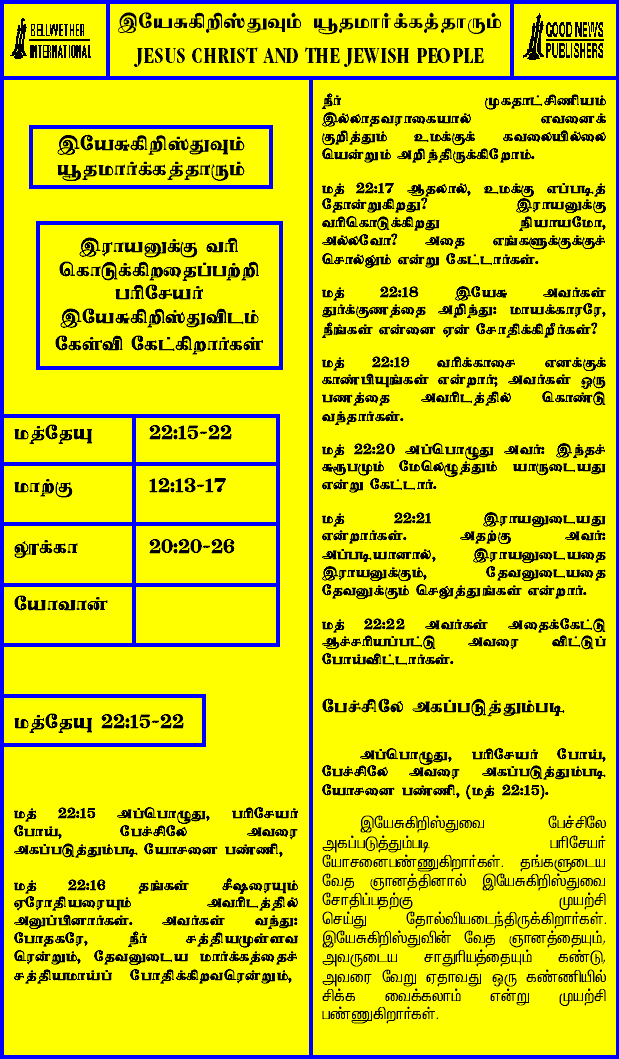 BELLWETHER
INTERNATIONAL
இயேசுகிறிஸ்துவும் யூதமார்க்கத்தாரும்
JESUS CHRIST AND THE JEWISH PEOPLE
GOOD NEWS
PUBLISHERS
இயேசுகிறிஸ்துவும்
யூதமார்க்கத்தாரும்
இராயனுக்கு வரி
கொடுக்கிறதைப்பற்றி
பரிசேயர்
இயேசுகிறிஸ்துவிடம்
கேள்வி கேட்கிறார்கள்
மத்தேயு 22:15-22
மாற்கு 12:13-17
லூக்கா 20:20-26
யோவான்
மத்தேயு 22:15-22
மத் 22:15 அப்பொழுது, பரிசேயர்
போய், பேச்சிலே அவரை
அகப்படுத்தும்படி யோசனை பண்ணி,
மத் 22:16 தங்கள் சீஷரையும்
ஏரோதியரையும் அவரிடத்தில்
அனுப்பினார்கள். அவர்கள் வந்து:
போதகரே, நீர் சத்தியமுள்ளவ
ரென்றும், தேவனுடைய மார்க்கத்தைச்
சத்தியமாய்ப் போதிக்கிறவரென்றும்,
நீர் முகதாட்சிணியம்
இல்லாதவராகையால் எவனைக்
குறித்தும் உமக்குக் கவலையில்லை
யென்றும் அறிந்திருக்கிறோம்.
மத் 22:17 ஆதலால், உமக்கு எப்படித்
தோன்றுகிறது? இராயனுக்கு
வரிகொடுக்கிறது நியாயமோ,
அல்லவோ? அதை எங்களுக்குக்குச்
சொல்லும் என்று கேட்டார்கள்.
மத் 22:18 இயேசு அவர்கள்
துர்க்குணத்தை அறிந்து: மாயக்காரரே,
நீங்கள் என்னை ஏன் சோதிக்கிறீர்கள்?
மத் 22:19 வரிக்காசை எனக்குக்
காண்பியுங்கள் என்றார்; அவர்கள் ஒரு
பணத்தை அவரிடத்தில் கொண்டு
வந்தார்கள்.
மத் 22:20 அப்பொழுது அவர்: இந்தச்
சுரூபமும் மேலெழுத்தும் யாருடையது
என்று கேட்டார்.
மத் 22:21 இராயனுடையது
என்றார்கள். அதற்கு அவர்:
அப்படியானால், இராயனுடையதை
இராயனுக்கும், தேவனுடையதை
தேவனுக்கும் செலுத்துங்கள் என்றார்.
மத் 22:22 அவர்கள் அதைக்கேட்டு
ஆச்சரியப்பட்டு அவரை விட்டுப்
போய்விட்டார்கள்.
பேச்சிலே அகப்படுத்தும்படி
அப்பொழுது, பரிசேயர் போய்,
பேச்சிலே அவரை அகப்படுத்தும்படி
யோசனை பண்ணி, (மத் 22:15).
இயேசுகிறிஸ்துவை பேச்சிலே
அகப்படுத்தும்படி பரிசேயர்
யோசனைபண்ணுகிறார்கள். தங்களுடைய
வேத ஞானத்தினால் இயேசுகிறிஸ்துவை
சோதிப்பதற்கு முயற்சி
செய்து தோல்வியடைந்திருக்கிறார்கள்.
இயேசுகிறிஸ்துவின் வேத ஞானத்தையும்,
அவருடைய சாதுரியத்தையும் கண்டு,
அவரை வேறு ஏதாவது ஒரு கண்ணியில்
சிக்க வைக்கலாம் என்று முயற்சி
பண்ணுகிறார்கள்.